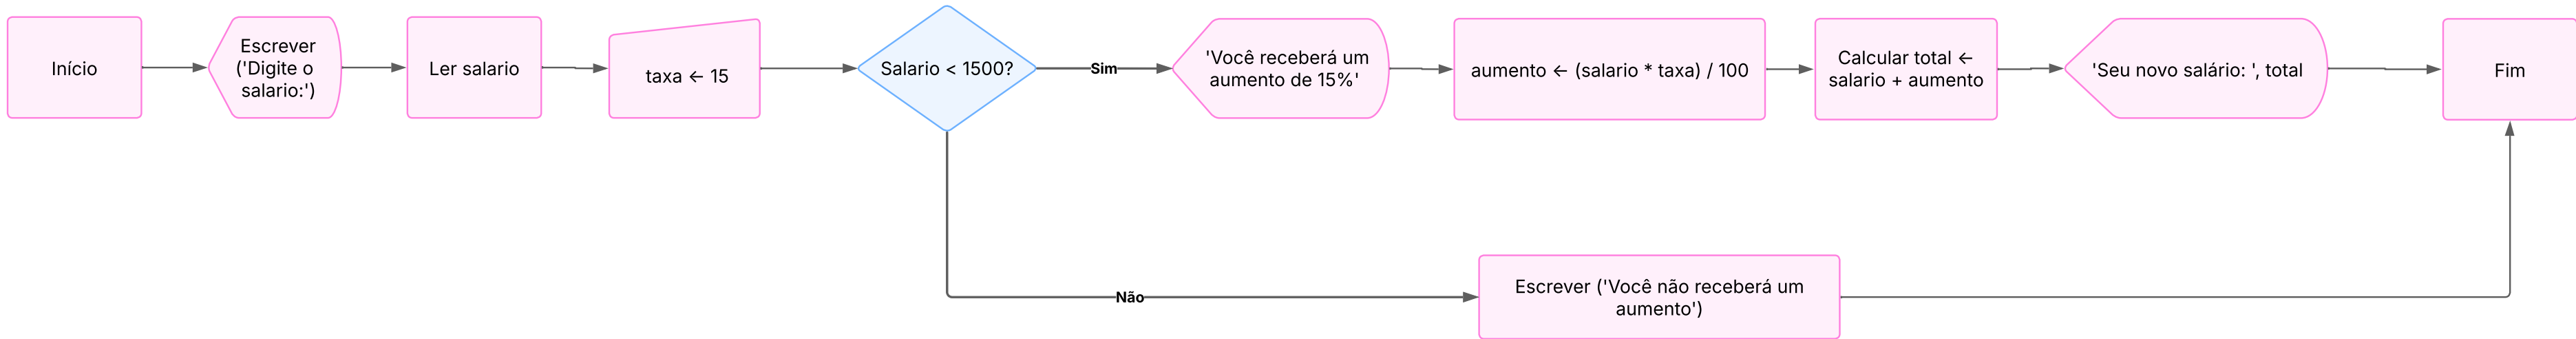 Início
Escrever
('Digite o
salario:')
Ler salario
taxa ← 15
Salario < 1500?
Sim
'Você receberá um
aumento de 15%'
aumento ← (salario * taxa) / 100
Calcular total ←
salario + aumento
'Seu novo salário: ', total
Fim
Não
Escrever ('Você não receberá um
aumento')